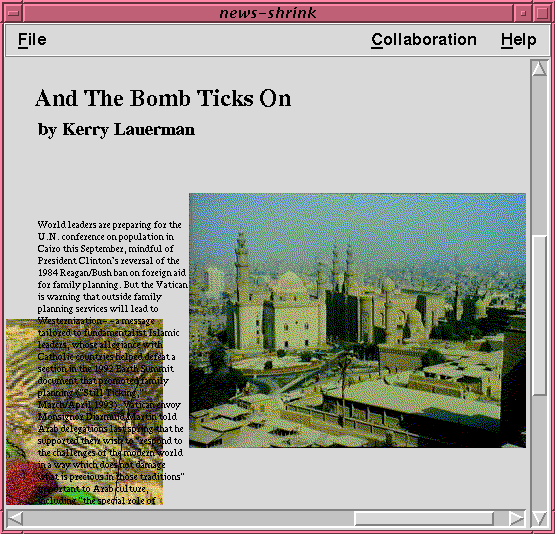 news-shrink
File Collaboration Help
And The Bomb Ticks On
by Kerry Lauerman
World leaders are preparing for the
U.N. conference on population in
Cairo this September, mindful of
President Clinton's reversal of the
1984 Reagan/Bush ban on foreign aid
for family planning. But the Vatican
is warning that outside family
planning services will lead to
Westernization--a message
tailored to fundamentalist Islamic
leaders, whose allegiance with
Catholic countries helped defeat a
section in the 1992 Earth Summit
document that promoted family
planning ("Still Ticking,"
March/April 1993). Vatican envoy
Monsignor Diarmuid Martin told
Arab delegations last spring that he
supported their wish to "respond to
the challenges of the modern world
in a way which does not damage
what is precious in those traditions"
important to Arab culture,
including "the special role of